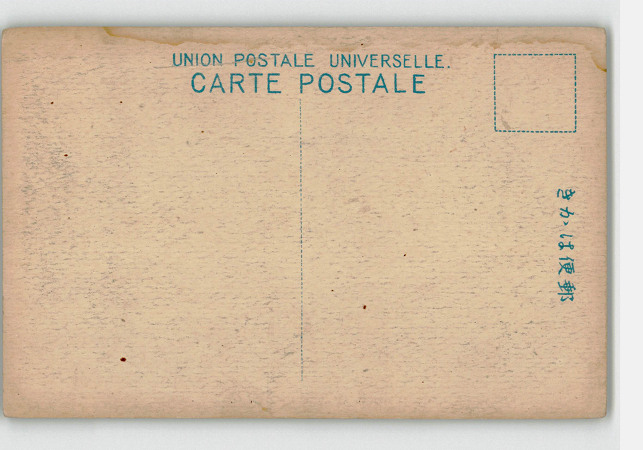 UNION POSTALE UNIVERSELLE.
CARTE POSTALE
郵便はかき